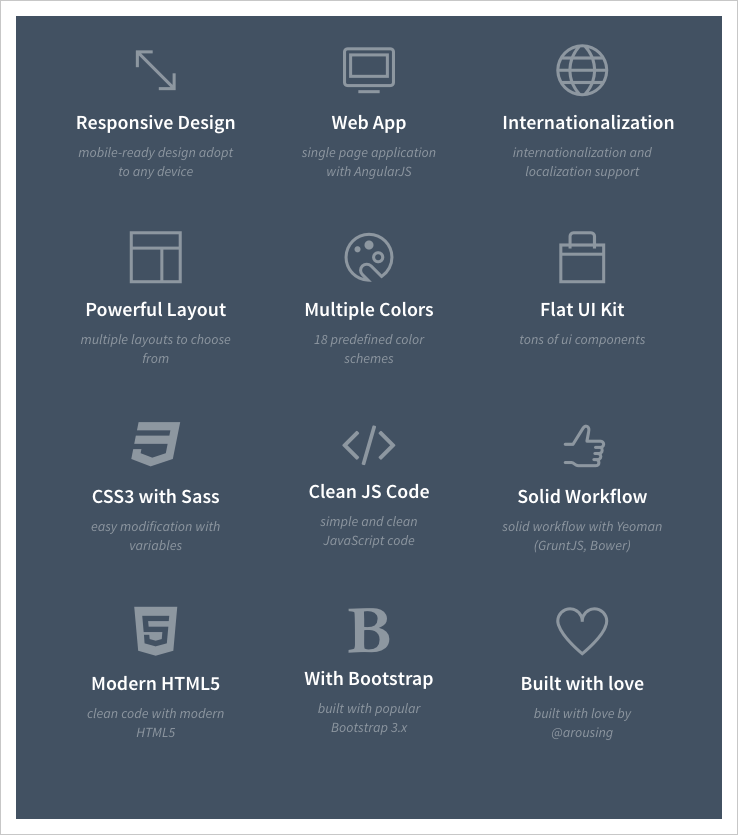 Responsive Design
mobile-ready design adopt
to any device
Web App
single page application
with AngularJS
Internationalization
internationalization and
localization support
Powerful Layout
multiple layouts to choose
from
Multiple Colors
18 predefined color
schemes
Flat UI Kit
tons of ui components
CSS3 with Sass
easy modification with
variables
Clean JS Code
simple and clean
JavaScript code
Solid Workflow
solid workflow with Yeoman
(GruntJS, Bower)
Modern HTML5
clean code with modern
HTML5
B
With Bootstrap
built with popular
Bootstrap 3.x
Built with love
built with love by
@arousing